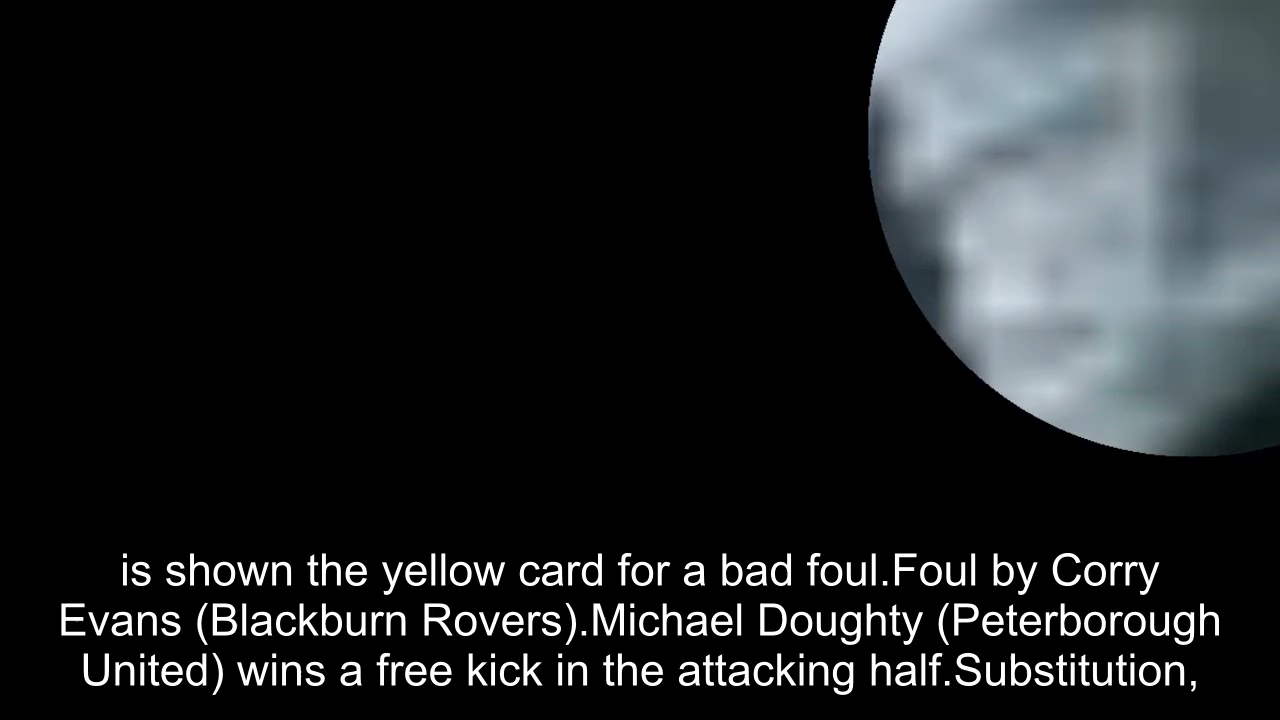 is shown the yellow card for a bad foul.Foul by Corry
Evans (Blackburn Rovers).Michael Doughty (Peterborough
United) wins a free kick in the attacking half.Substitution,